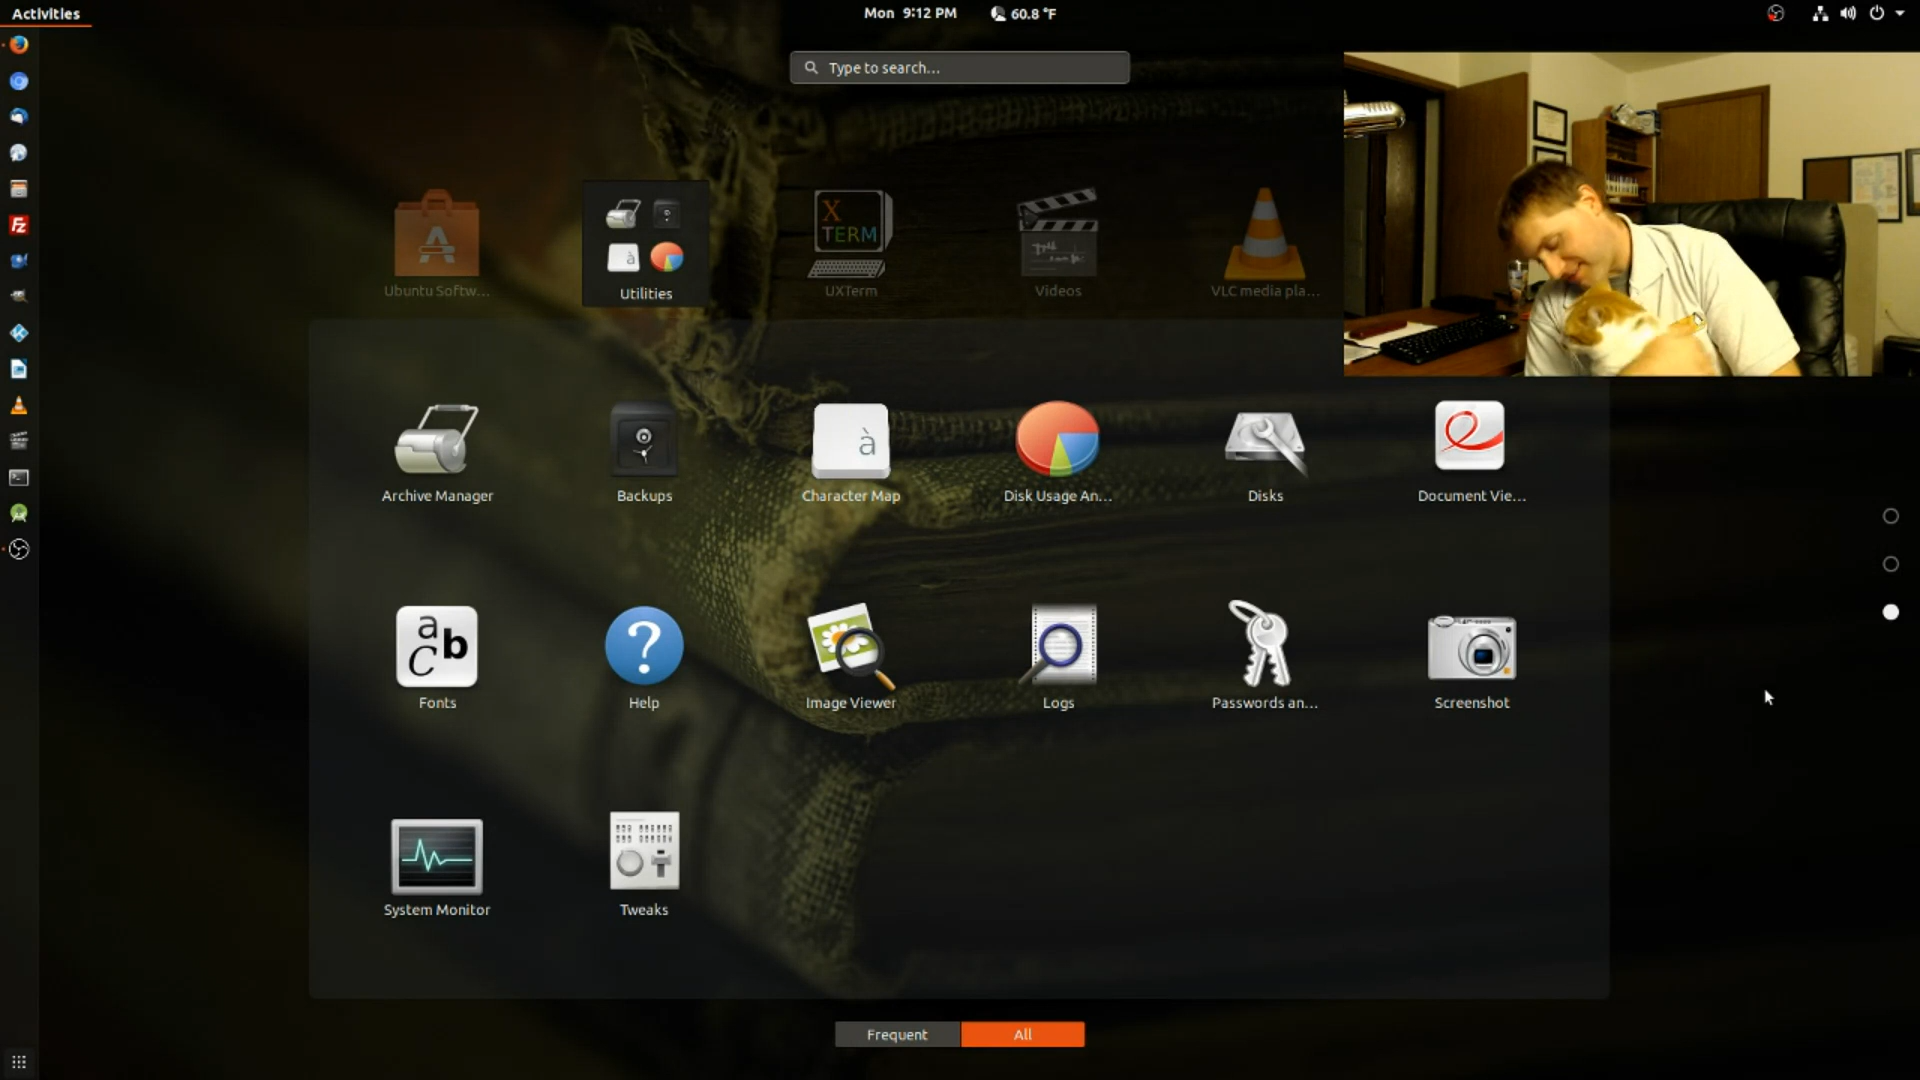 Activities
Mon 9:12 PM
60.8 °F
Type to search...
X
TERM
Ubuntu Softw...
Utilities
UXTerm
Videos
VLC media pla...
à
Archive Manager
Backups
Character Map
Disk Usage An...
Disks
Document Vie...
a
b
c
?
Fonts
Help
Image Viewer
Logs
Passwords an...
Screenshot
System Monitor
Tweaks
Frequent
All
Fz